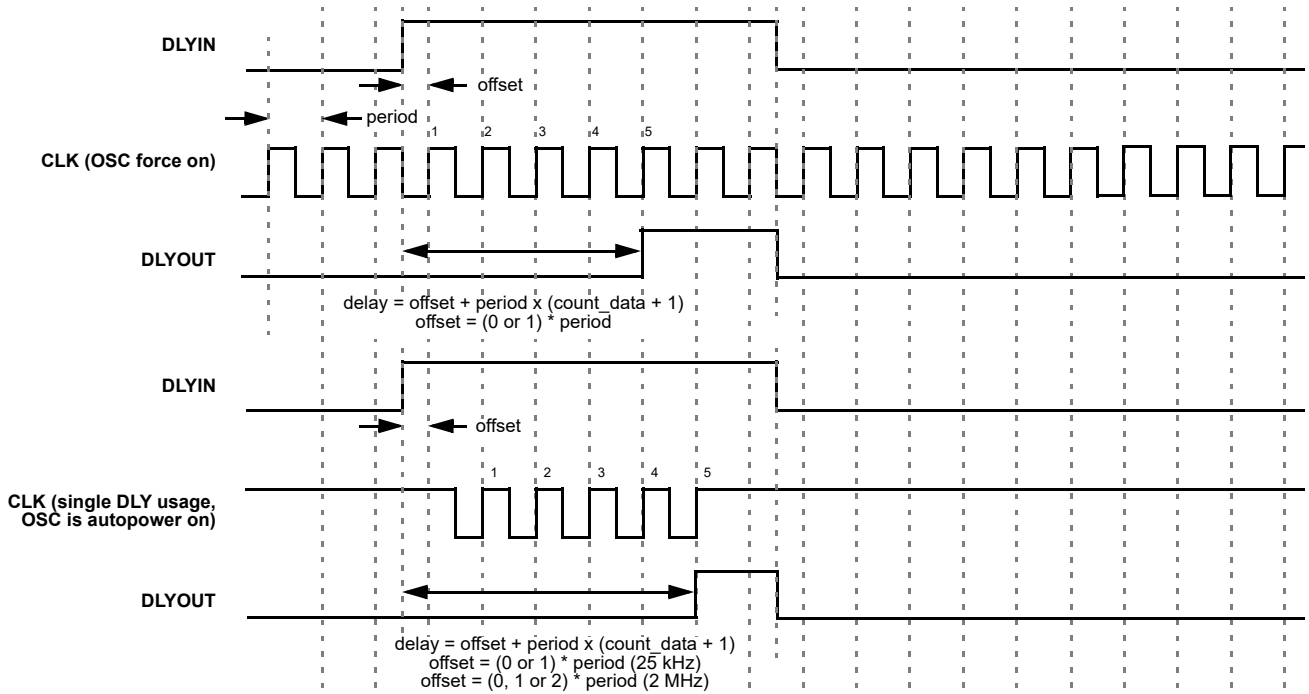 DLYIN
offset
period
1 2 3 4 5
CLK (OSC force on)
DLYOUT
delay = offset + period x (count_data + 1)
offset = (0 or 1) * period
DLYIN
offset
1 2 3 4 5
CLK (single DLY usage,
OSC is autopower on)
DLYOUT
delay = offset + period x (count_data + 1)
offset = (0 or 1) * period (25 kHz)
offset = (0, 1 or 2) * period (2 MHz)